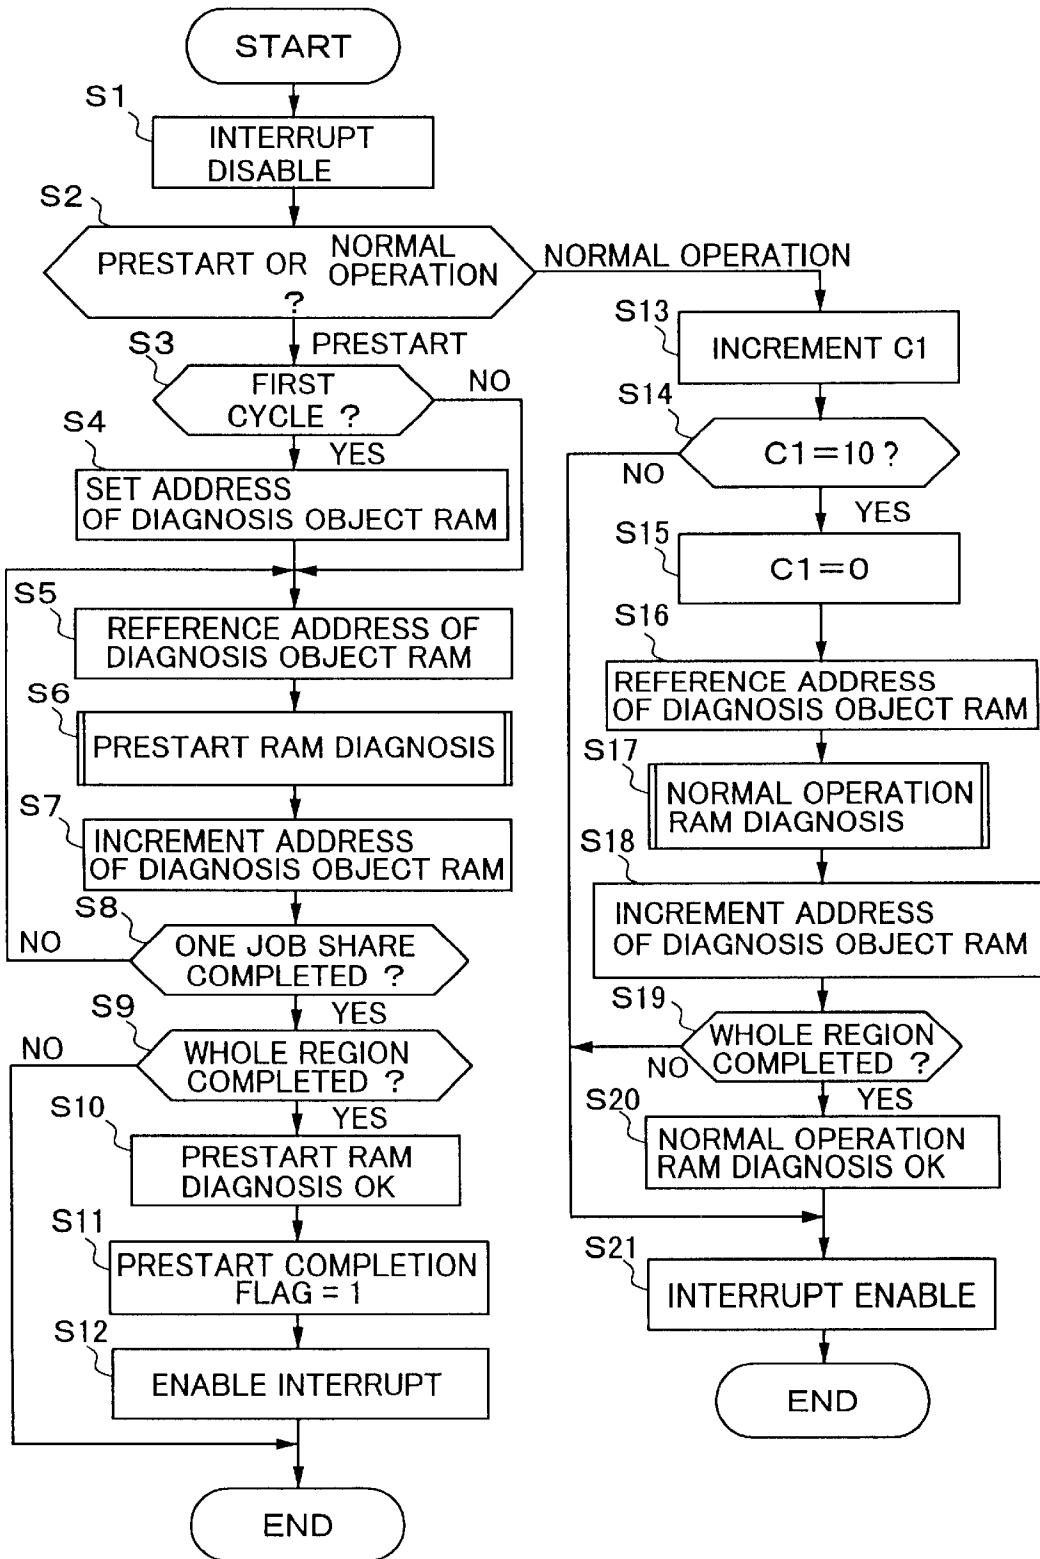 START
S1
INTERRUPT
DISABLE
S2
PRESTART OR NORMAL
OPERATION
?
NORMAL OPERATION
PRESTART
S3
FIRST
CYCLE ?
NO
YES
S4
SET ADDRESS
OF DIAGNOSIS OBJECT RAM
S5
REFERENCE ADDRESS OF
DIAGNOSIS OBJECT RAM
S6
PRESTART RAM DIAGNOSIS
S7
INCREMENT ADDRESS
OF DIAGNOSIS OBJECT RAM
S8
NO
ONE JOB SHARE
COMPLETED ?
YES
S9
NO
WHOLE REGION
COMPLETED ?
YES
S10
PRESTART RAM
DIAGNOSIS OK
S11
PRESTART COMPLETION
FLAG = 1
S12
ENABLE INTERRUPT
END
S13
INCREMENT C1
S14
C1=10 ?
NO
YES
S15
C1=0
S16
REFERENCE ADDRESS
OF DIAGNOSIS OBJECT RAM
S17
NORMAL OPERATION
RAM DIAGNOSIS
S18
INCREMENT ADDRESS
OF DIAGNOSIS OBJECT RAM
S19
WHOLE REGION
COMPLETED ?
NO
YES
S20
NORMAL OPERATION
RAM DIAGNOSIS OK
S21
INTERRUPT ENABLE
END